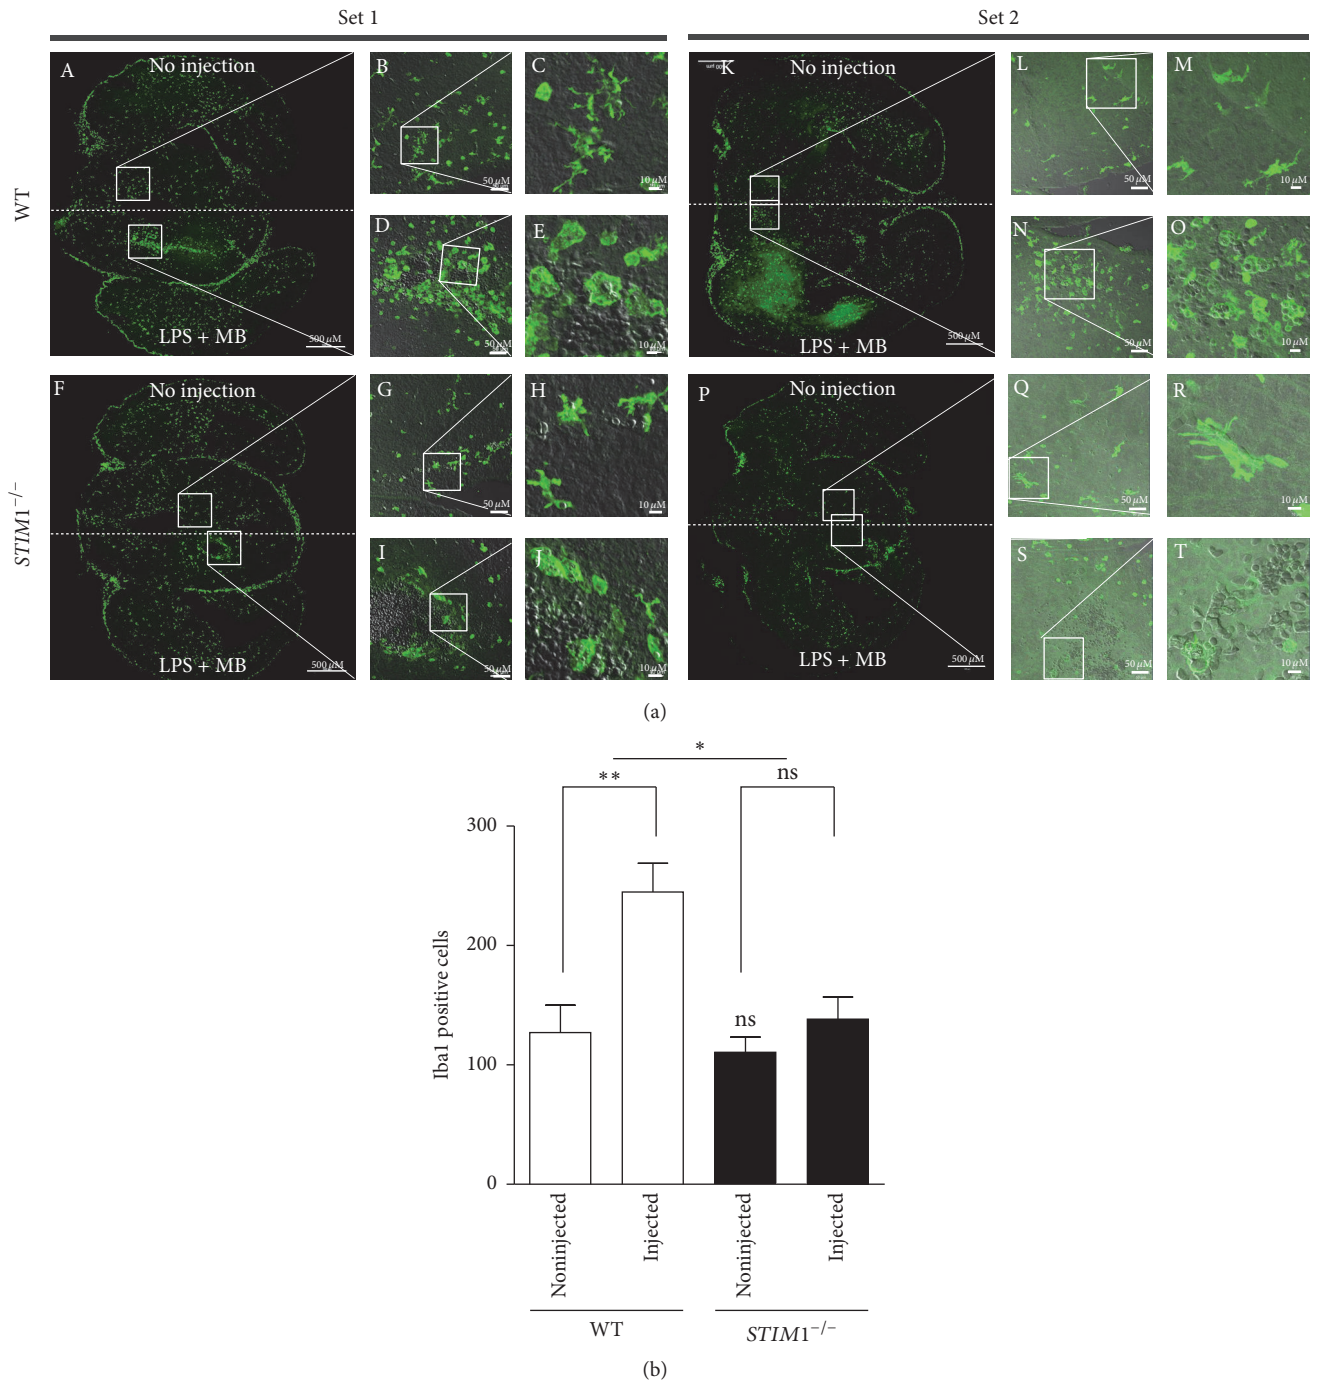 Set 1
Set 2
WT
A
No injection
LPS + MB
500 μM
B
50 μM
C
10 μM
D
50 μM
E
10 μM
K
No injection
LPS + MB
500 μM
L
50 μM
M
10 μM
N
50 μM
O
10 μM
STIM1−/−
F
No injection
LPS + MB
500 μM
G
50 μM
H
10 μM
I
50 μM
J
10 μM
P
No injection
LPS + MB
500 μM
Q
50 μM
R
10 μM
S
50 μM
T
10 μM
(a)
*
**
ns
ns
Iba1 positive cells
300
200
100
0
Noninjected
Injected
Noninjected
Injected
WT
STIM1−/−
(b)